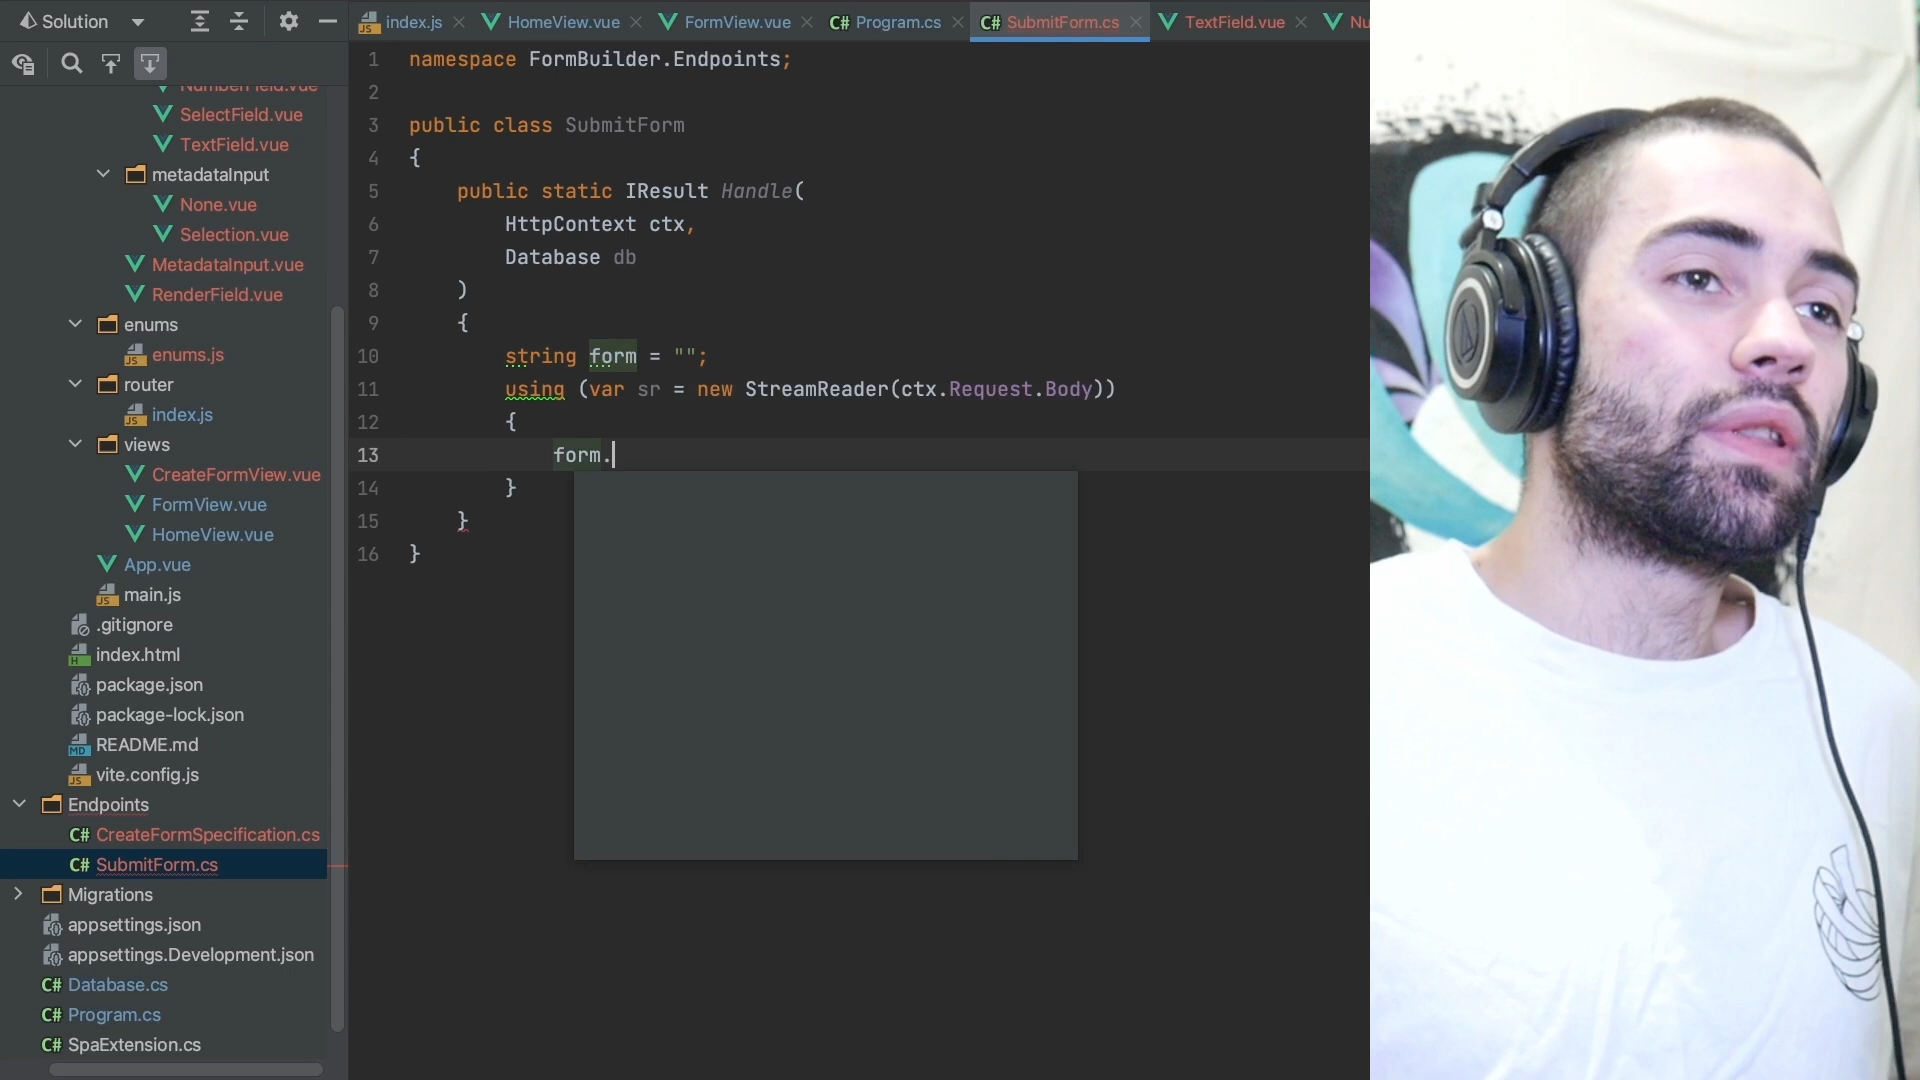 Solution
index.js
HomeView.vue
FormView.vue
C# Program.cs
C# SubmitForm.cs
TextField.vue
Nu
NumberField.vue
SelectField.vue
TextField.vue
metadataInput
None.vue
Selection.vue
MetadataInput.vue
RenderField.vue
enums
JS enums.js
router
JS index.js
views
CreateFormView.vue
FormView.vue
HomeView.vue
App.vue
JS main.js
.gitignore
H index.html
package.json
package-lock.json
MD README.md
JS vite.config.js
Endpoints
C# CreateFormSpecification.cs
C# SubmitForm.cs
Migrations
appsettings.json
appsettings.Development.json
C# Database.cs
C# Program.cs
C# SpaExtension.cs
1 namespace FormBuilder.Endpoints;
2
3 public class SubmitForm
4 {
5 public static IResult Handle(
6 HttpContext ctx,
7 Database db
8 )
9 {
10 string form = "";
11 using (var sr = new StreamReader(ctx.Request.Body))
12 {
13 form.
14 }
15 }
16 }